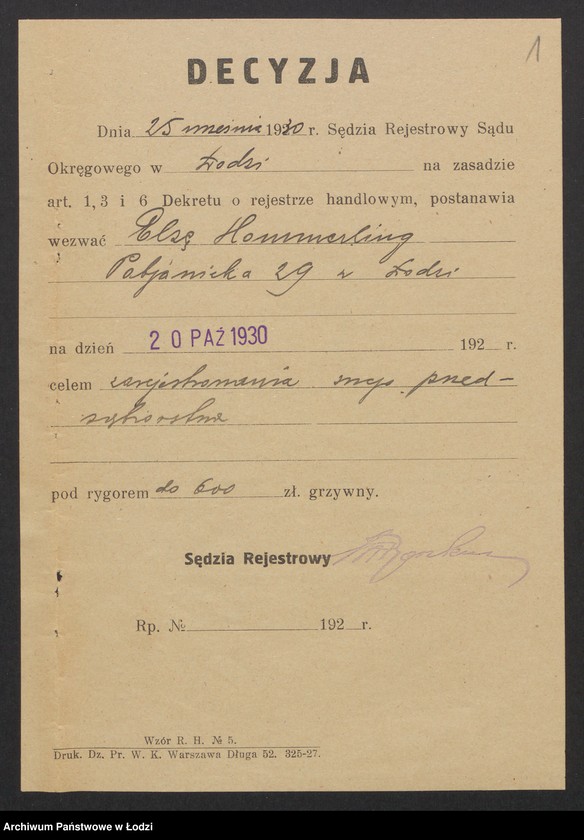 1
DECYZJA
Dnia 25 września 1930 r. Sędzia Rejestrowy Sądu
Okręgowego w Łodzi na zasadzie
art. 1, 3 i 6 Dekretu o rejestrze handlowym, postanawia
wezwać Elzę Hommerling
Pabjanicka 29 w Łodzi
na dzień 20 PAŹ 1930 192 r.
celem zarejestrowania swego przed-
siębiorstwa
pod rygorem do 600 zł. grzywny.
Sędzia Rejestrowy
Rp. № 192 r.
Wzór R. H. № 5.
Druk. Dz. Pr. W. K. Warszawa Długa 52. 325-27.
Archiwum Państwowe w Łodzi